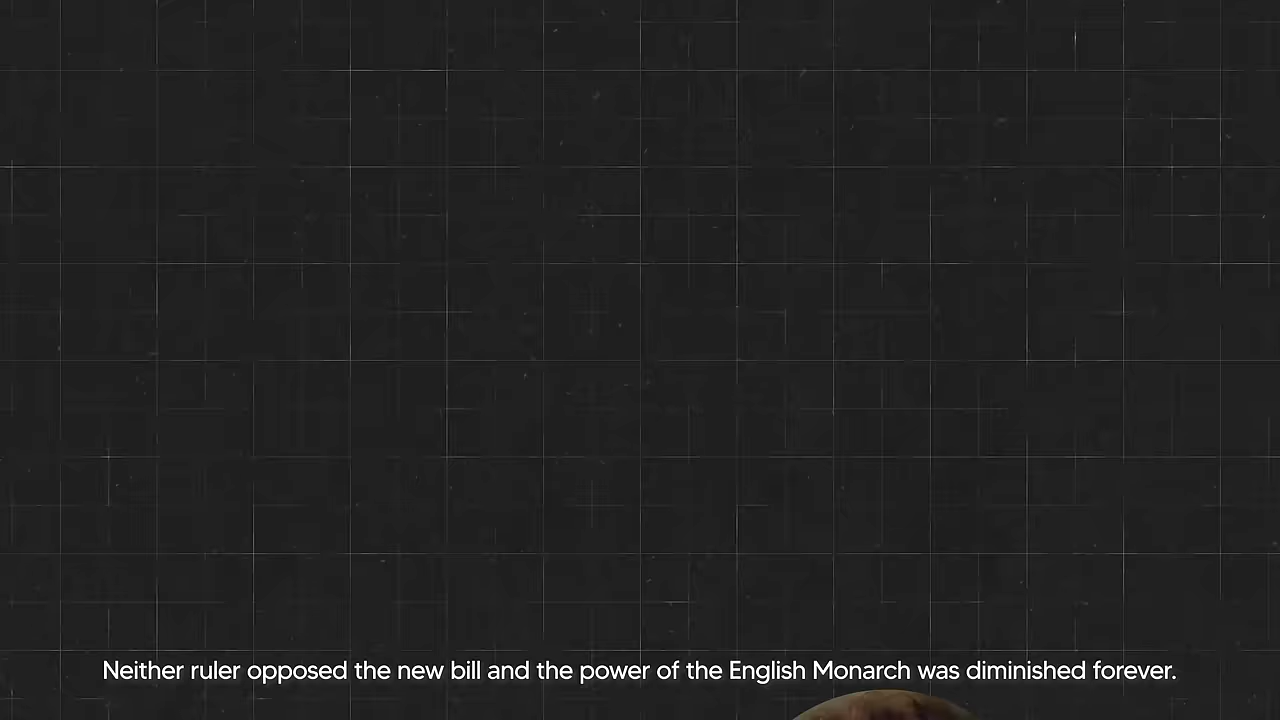 Neither ruler opposed the new bill and the power of the English Monarch was diminished forever.